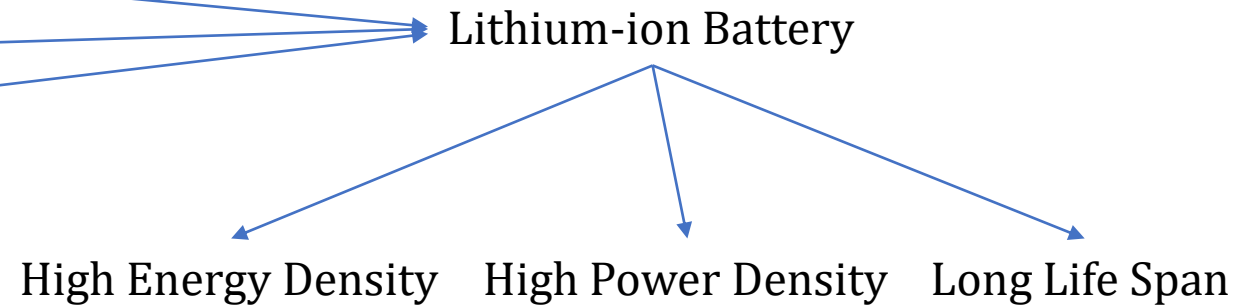 Lithium-ion Battery
High Energy Density High Power Density Long Life Span